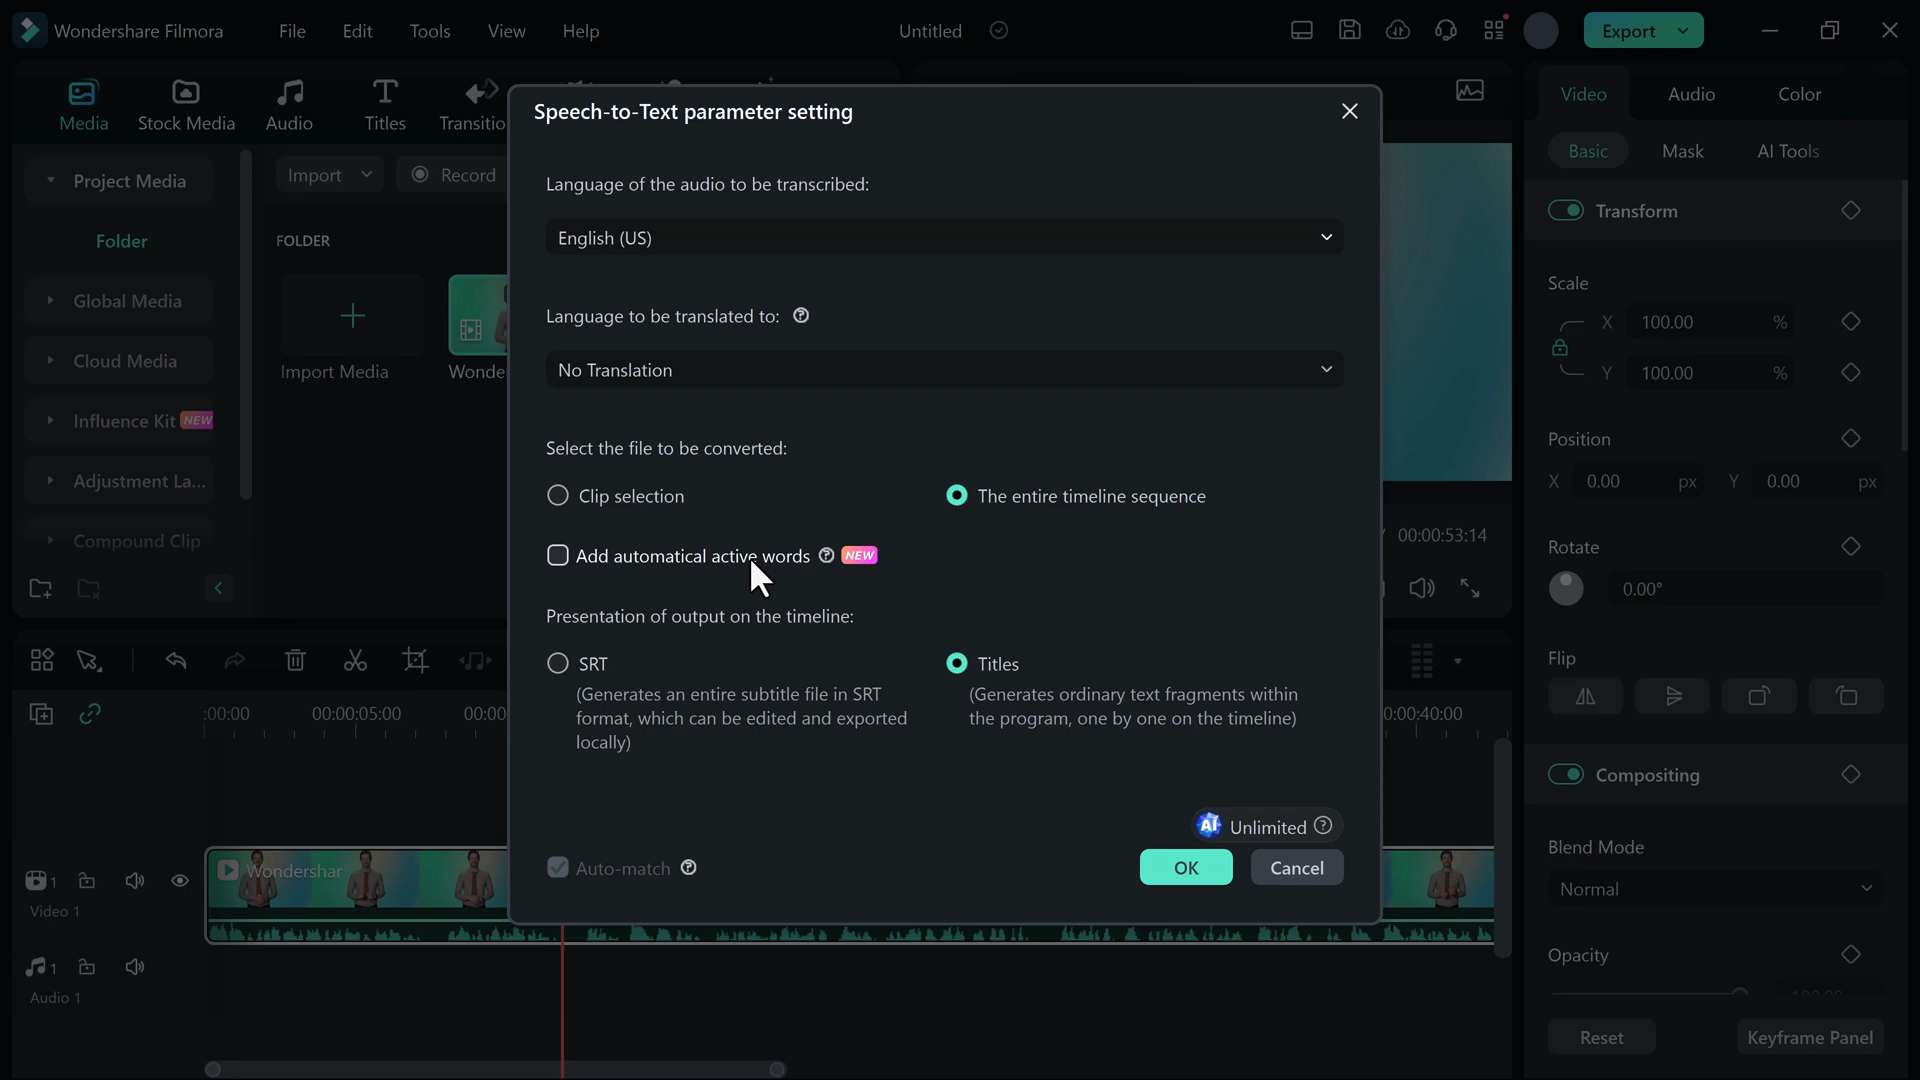 Wondershare Filmora
File
Edit
Tools
View
Help
Untitled
Export
Media
Stock Media
Audio
Titles
Transitio
Project Media
Folder
Global Media
Cloud Media
Influence Kit NEW
Adjustment La...
Compound Clip
Import
Record
FOLDER
Import Media
Wonde
Speech-to-Text parameter setting
Language of the audio to be transcribed:
English (US)
Language to be translated to:
No Translation
Select the file to be converted:
Clip selection
The entire timeline sequence
Add automatical active words NEW
Presentation of output on the timeline:
SRT
(Generates an entire subtitle file in SRT
format, which can be edited and exported
locally)
Titles
(Generates ordinary text fragments within
the program, one by one on the timeline)
AI Unlimited
Auto-match
OK
Cancel
00:00:53:14
Video
Audio
Color
Basic
Mask
AI Tools
Transform
Scale
X 100.00 %
Y 100.00 %
Position
X 0.00 px Y 0.00 px
Rotate
0.00°
Flip
Compositing
Blend Mode
Normal
Opacity
100.00
Reset
Keyframe Panel
:00:00
00:00:05:00
00:00
0:00:40:00
1
Video 1
Wondershar
1
Audio 1